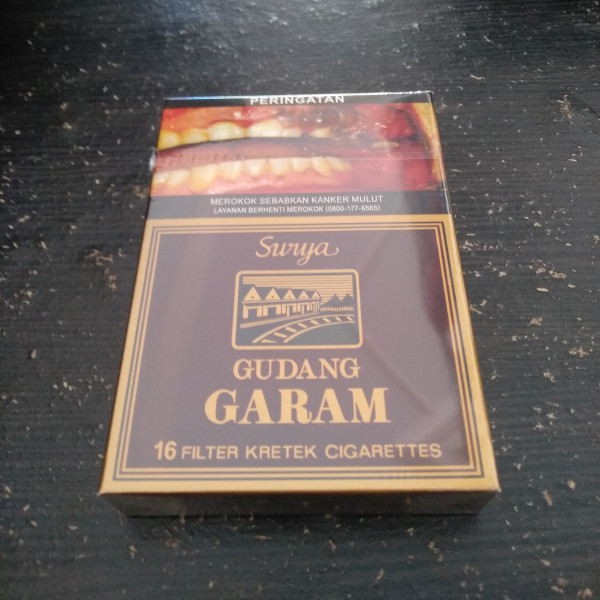 PERINGATAN
MEROKOK SEBABKAN KANKER MULUT
LAYANAN BERHENTI MEROKOK (0800-177-6565)
Surya
GUDANG
GARAM
16 FILTER KRETEK CIGARETTES